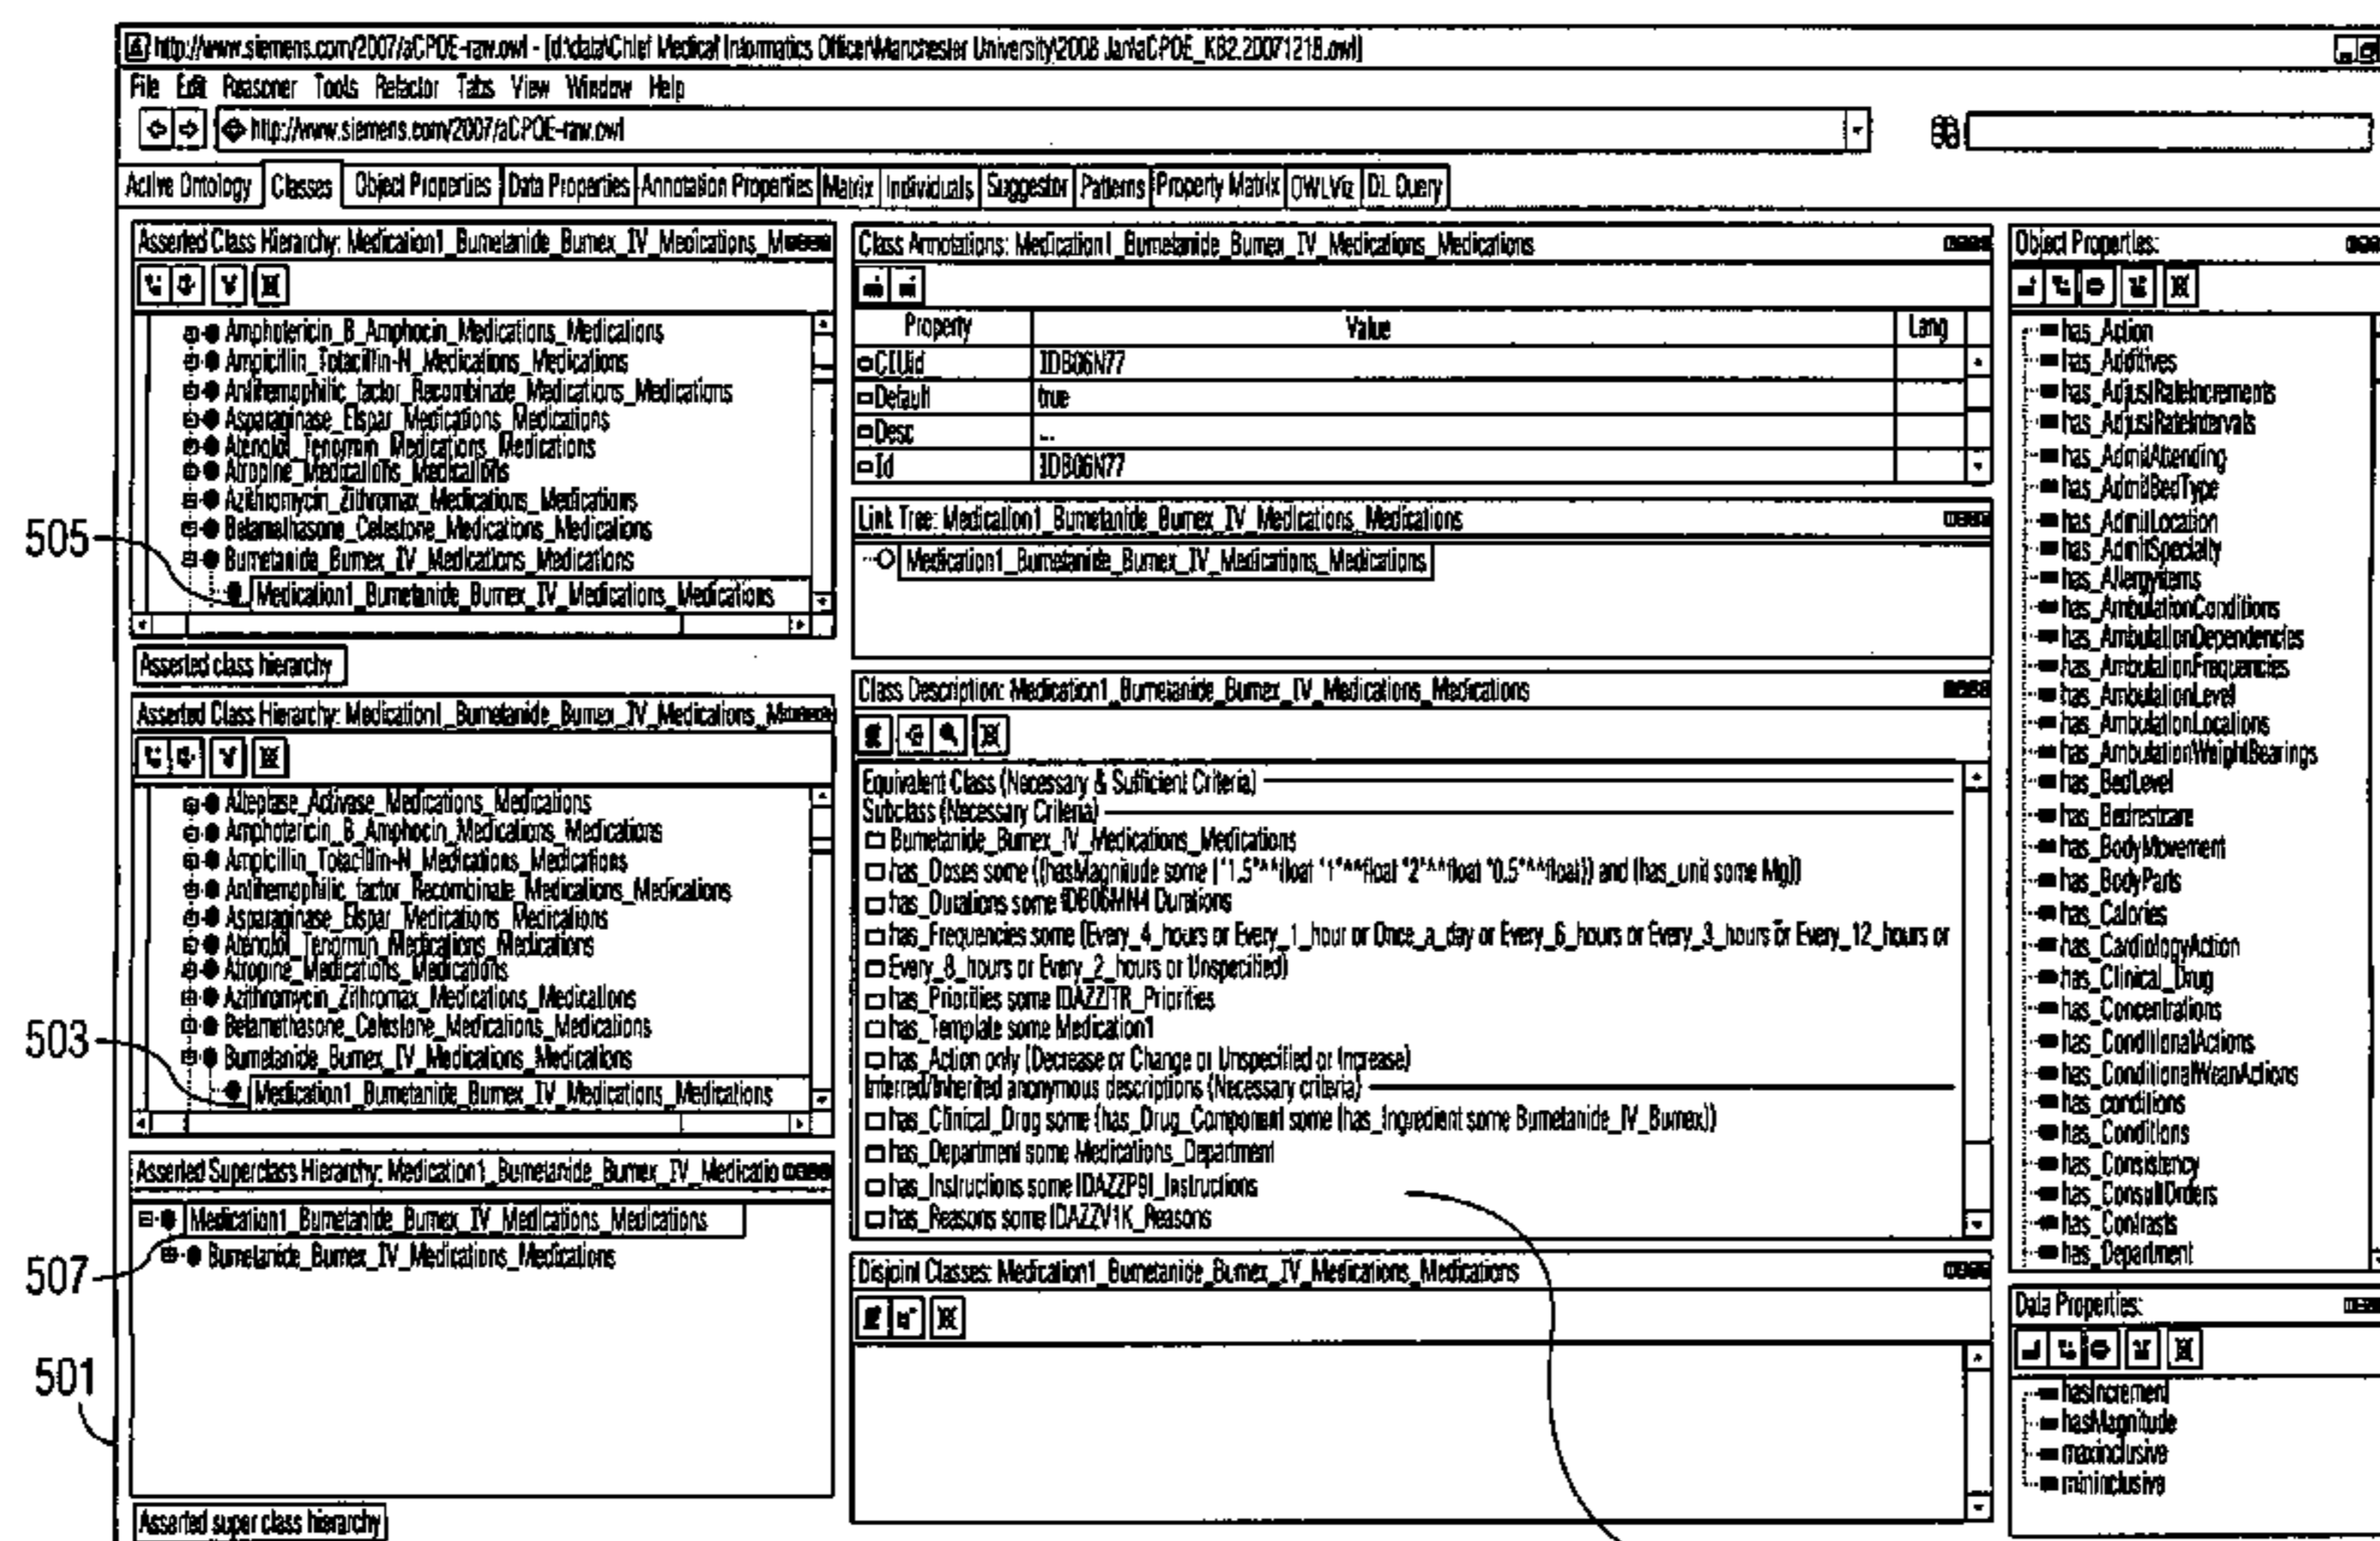 http://www.siemens.com/2007/aCPOE-raw.owl - [d:\data\Chief Medical Informatics Officer\Manchester University\2008 Jan\aCPOE_KB2.20071218.owl]
File Edit Reasoner Tools Refactor Tabs View Window Help
http://www.siemens.com/2007/aCPOE-raw.owl
Active Ontology Classes Object Properties Data Properties Annotation Properties Matrix Individuals Suggestor Patterns Property Matrix OWLViz DL Query
Asserted Class Hierarchy: Medication1_Bumetanide_Bumex_IV_Medications_M
Amphotericin_B_Amphocin_Medications_Medications
Ampicillin_Totacillin-N_Medications_Medications
Antihemophilic_factor_Recombinate_Medications_Medications
Asparaginase_Elspar_Medications_Medications
Atenolol_Tenormin_Medications_Medications
Atropine_Medications_Medications
Azithromycin_Zithromax_Medications_Medications
Betamethasone_Celestone_Medications_Medications
Bumetanide_Bumex_IV_Medications_Medications
Medication1_Bumetanide_Bumex_IV_Medications_Medications
505
Asserted class hierarchy
Asserted Class Hierarchy: Medication1_Bumetanide_Bumex_IV_Medications_M
Alteplase_Activase_Medications_Medications
Amphotericin_B_Amphocin_Medications_Medications
Ampicillin_Totacillin-N_Medications_Medications
Antihemophilic_factor_Recombinate_Medications_Medications
Asparaginase_Elspar_Medications_Medications
Atenolol_Tenormin_Medications_Medications
Atropine_Medications_Medications
Azithromycin_Zithromax_Medications_Medications
Betamethasone_Celestone_Medications_Medications
Bumetanide_Bumex_IV_Medications_Medications
Medication1_Bumetanide_Bumex_IV_Medications_Medications
503
Asserted Superclass Hierarchy: Medication1_Bumetanide_Bumex_IV_Medicatio
Medication1_Bumetanide_Bumex_IV_Medications_Medications
Bumetanide_Bumex_IV_Medications_Medications
507
501
Asserted super class hierarchy
Class Annotations: Medication1_Bumetanide_Bumex_IV_Medications_Medications
Property Value Lang
CIUid IDB06N77
Default true
Desc ...
Id IDB06N77
Link Tree: Medication1_Bumetanide_Bumex_IV_Medications_Medications
Medication1_Bumetanide_Bumex_IV_Medications_Medications
Class Description: Medication1_Bumetanide_Bumex_IV_Medications_Medications
Equivalent Class (Necessary & Sufficient Criteria)
Subclass (Necessary Criteria)
Bumetanide_Bumex_IV_Medications_Medications
has_Doses some ((hasMagnitude some {"1.5"^^float "1"^^float "2"^^float "0.5"^^float}) and (has_unit some Mg))
has_Durations some IDB06MN4 Durations
has_Frequencies some (Every_4_hours or Every_1_hour or Once_a_day or Every_6_hours or Every_3_hours or Every_12_hours or
Every_8_hours or Every_2_hours or Unspecified)
has_Priorities some IDAZZITR_Priorities
has_Template some Medication1
has_Action only (Decrease or Change or Unspecified or Increase)
Inferred/Inherited anonymous descriptions (Necessary criteria)
has_Clinical_Drug some (has_Drug_Component some (has_Ingredient some Bumetanide_IV_Bumex))
has_Department some Medications_Department
has_Instructions some IDAZZP9I_Instructions
has_Reasons some IDAZZV1K_Reasons
Disjoint Classes: Medication1_Bumetanide_Bumex_IV_Medications_Medications
Object Properties:
has_Action
has_Additives
has_AdjustRateIncrements
has_AdjustRateIntervals
has_AdmitAttending
has_AdmitBedType
has_AdmitLocation
has_AdmitSpecialty
has_Allergyitems
has_AmbulationConditions
has_AmbulationDependencies
has_AmbulationFrequencies
has_AmbulationLevel
has_AmbulationLocations
has_AmbulationWeightBearings
has_BedLevel
has_Bedrestcare
has_BodyMovement
has_BodyParts
has_Calories
has_CardiologyAction
has_Clinical_Drug
has_Concentrations
has_ConditionalActions
has_ConditionalWeanActions
has_conditions
has_Conditions
has_Consistency
has_ConsultOrders
has_Contrasts
has_Department
Data Properties:
hasIncrement
hasMagnitude
maxinclusive
mininclusive